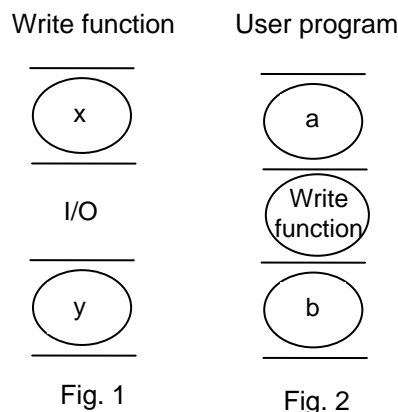 Write function
x
I/O
y
Fig. 1
User program
a
Write
function
b
Fig. 2